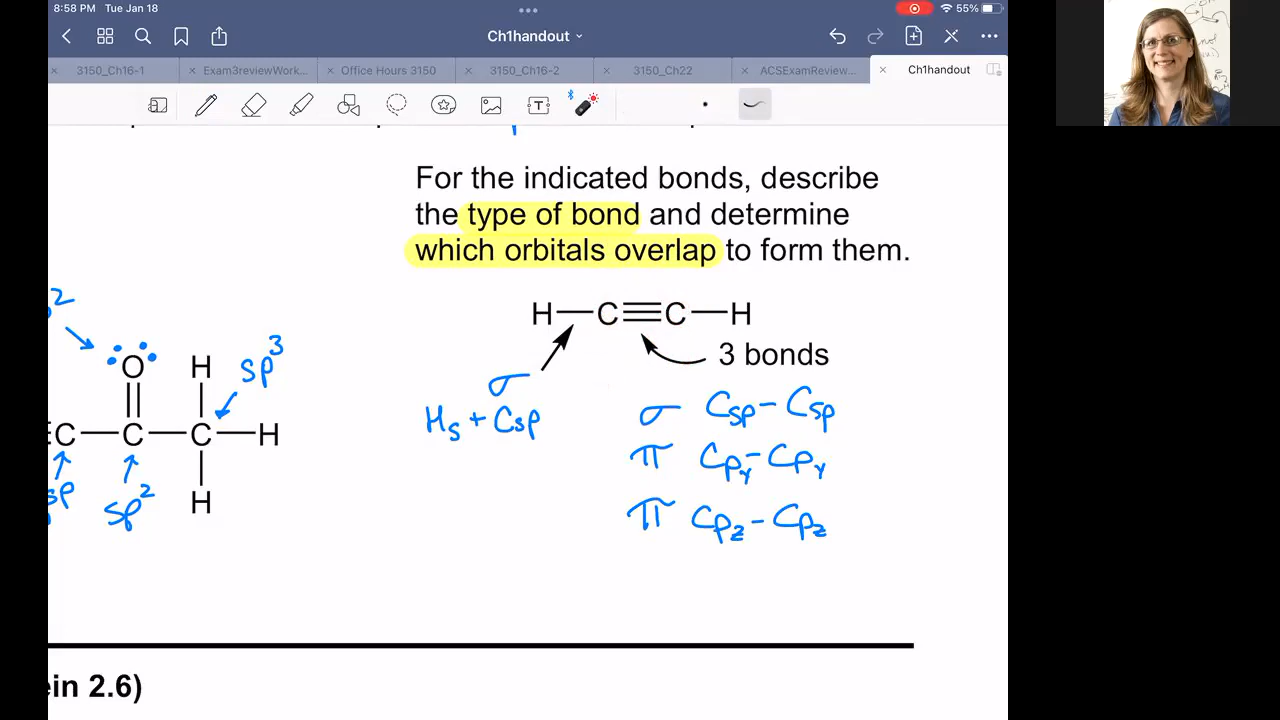 8:58 PM Tue Jan 18
55%
Ch1handout
3150_Ch16-1
Exam3reviewWork...
Office Hours 3150
3150_Ch16-2
3150_Ch22
ACSExamReview...
Ch1handout
For the indicated bonds, describe
the type of bond and determine
which orbitals overlap to form them.
H—C≡C—H
3 bonds
σ
Hs + Csp
σ Csp - Csp
π Cpy - Cpy
π Cpz - Cpz
2
O H sp3
C C C H
sp sp2 H
ein 2.6)